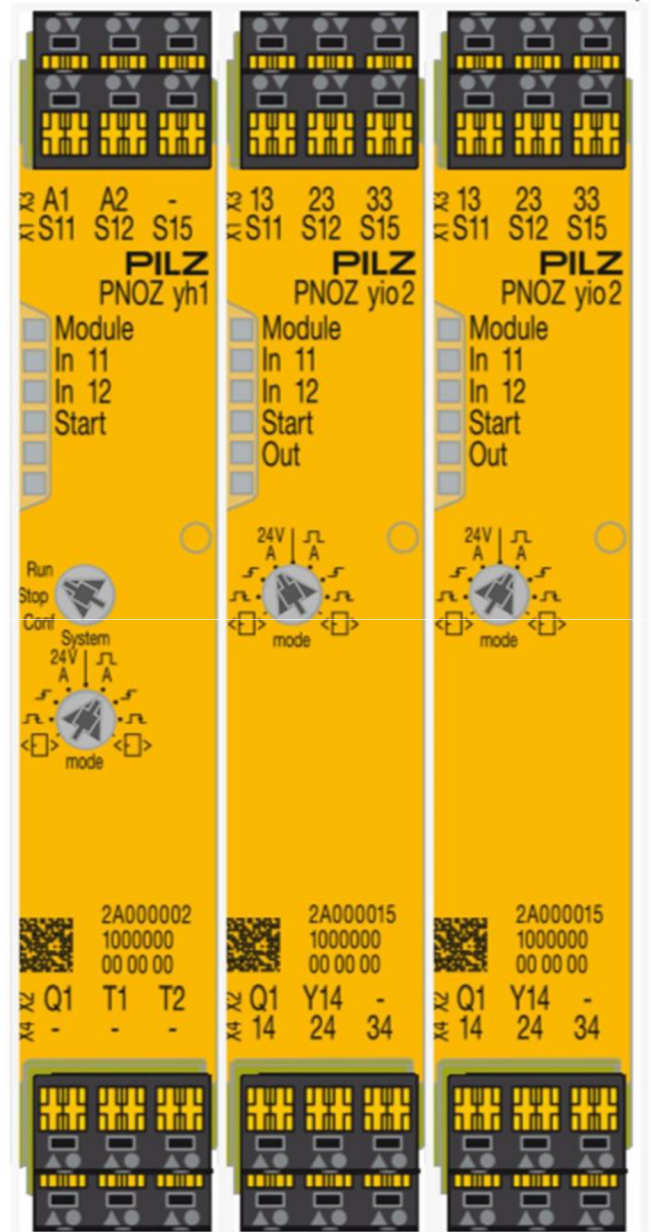 X3 A1 A2 -
X1 S11 S12 S15
PILZ
PNOZ yh1
Module
In 11
In 12
Start
Run
Stop
Conf
System
24V
A A
mode
2A000002
1000000
00 00 00
X2 Q1 T1 T2
X4 - - -
X3 13 23 33
X1 S11 S12 S15
PILZ
PNOZ yio2
Module
In 11
In 12
Start
Out
24V
A A
mode
2A000015
1000000
00 00 00
X2 Q1 Y14 -
X4 14 24 34
X3 13 23 33
X1 S11 S12 S15
PILZ
PNOZ yio2
Module
In 11
In 12
Start
Out
24V
A A
mode
2A000015
1000000
00 00 00
X2 Q1 Y14 -
X4 14 24 34